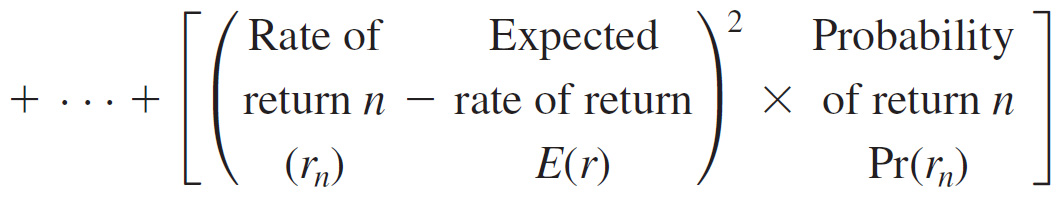 Rate of Expected Probability
+ · · · + [( return n − rate of return )² × of return n ]
(rₙ) E(r) Pr(rₙ)